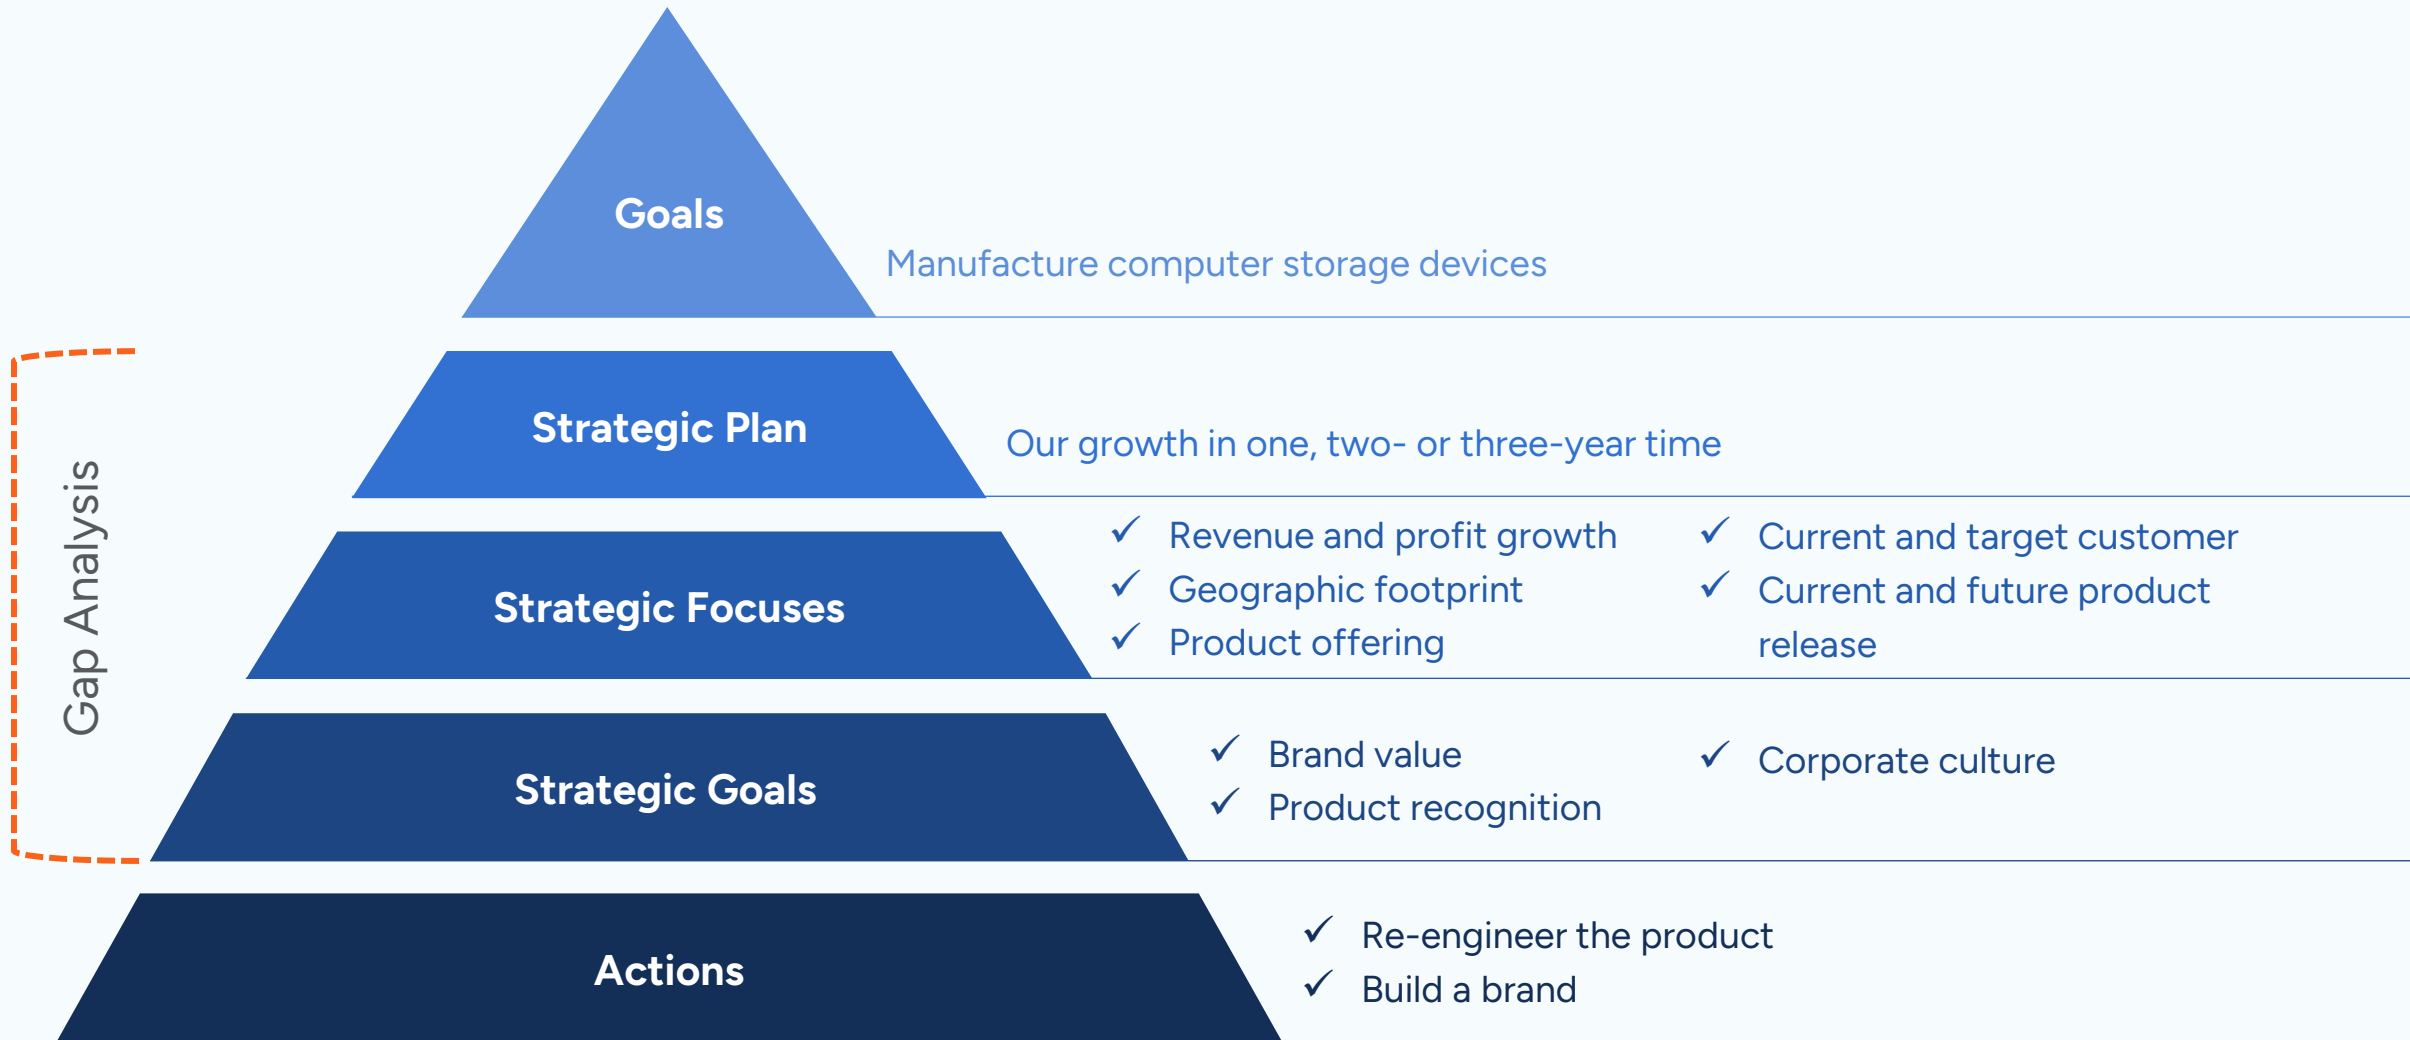 Goals
Manufacture computer storage devices
Gap Analysis
Strategic Plan
Our growth in one, two- or three-year time
Strategic Focuses
✓ Revenue and profit growth
✓ Geographic footprint
✓ Product offering
✓ Current and target customer
✓ Current and future product
release
Strategic Goals
✓ Brand value
✓ Product recognition
✓ Corporate culture
Actions
✓ Re-engineer the product
✓ Build a brand